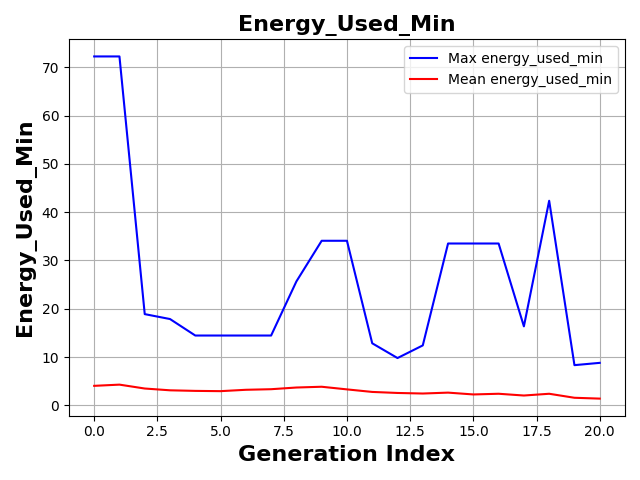 Energy_Used_Min
Max energy_used_min
Mean energy_used_min
Energy_Used_Min
70
60
50
40
30
20
10
0
0.0 2.5 5.0 7.5 10.0 12.5 15.0 17.5 20.0
Generation Index